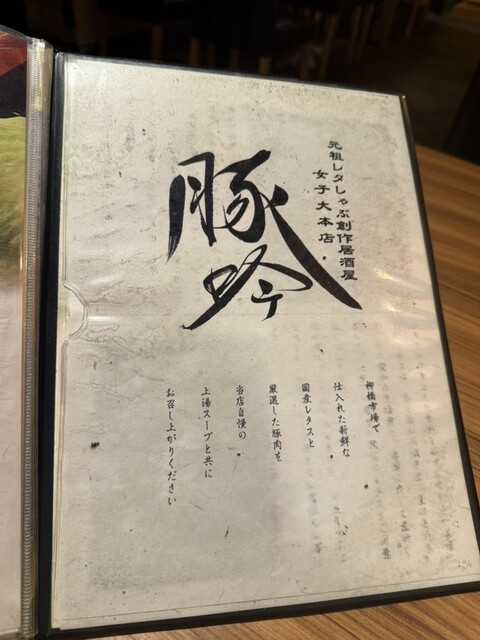 元祖レタしゃぶ創作居酒屋
女子大本店
豚吟
柳橋市場で
仕入れた新鮮な
国産レタスと
厳選した豚肉を
当店自慢の
上湯スープと共に
お召し上がりください